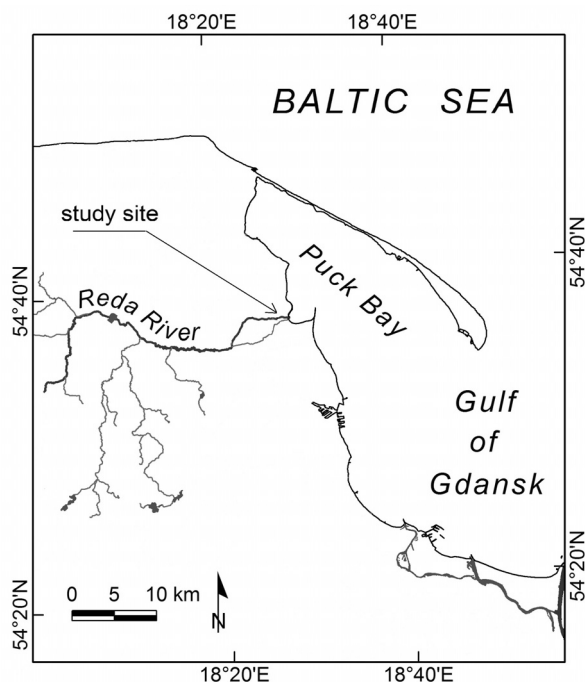 18°20'E 18°40'E
BALTIC SEA
study site
Puck Bay
54°40'N
54°40'N
Reda River
Gulf
of
Gdansk
54°20'N
0 5 10 km
N
54°20'N
18°20'E 18°40'E